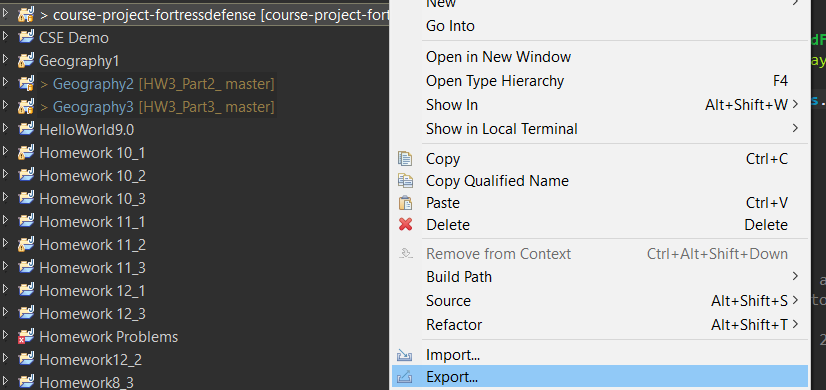 > course-project-fortressdefense [course-project-fort
CSE Demo
Geography1
> Geography2 [HW3_Part2_ master]
> Geography3 [HW3_Part3_ master]
HelloWorld9.0
Homework 10_1
Homework 10_2
Homework 10_3
Homework 11_1
Homework 11_2
Homework 11_3
Homework 12_1
Homework 12_3
Homework Problems
Homework12_2
Homework8_3
New
Go Into
Open in New Window
Open Type Hierarchy F4
Show In Alt+Shift+W >
Show in Local Terminal >
Copy Ctrl+C
Copy Qualified Name
Paste Ctrl+V
Delete Delete
Remove from Context Ctrl+Alt+Shift+Down
Build Path >
Source Alt+Shift+S >
Refactor Alt+Shift+T >
Import...
Export...
dF
ay
s.
a
to
2